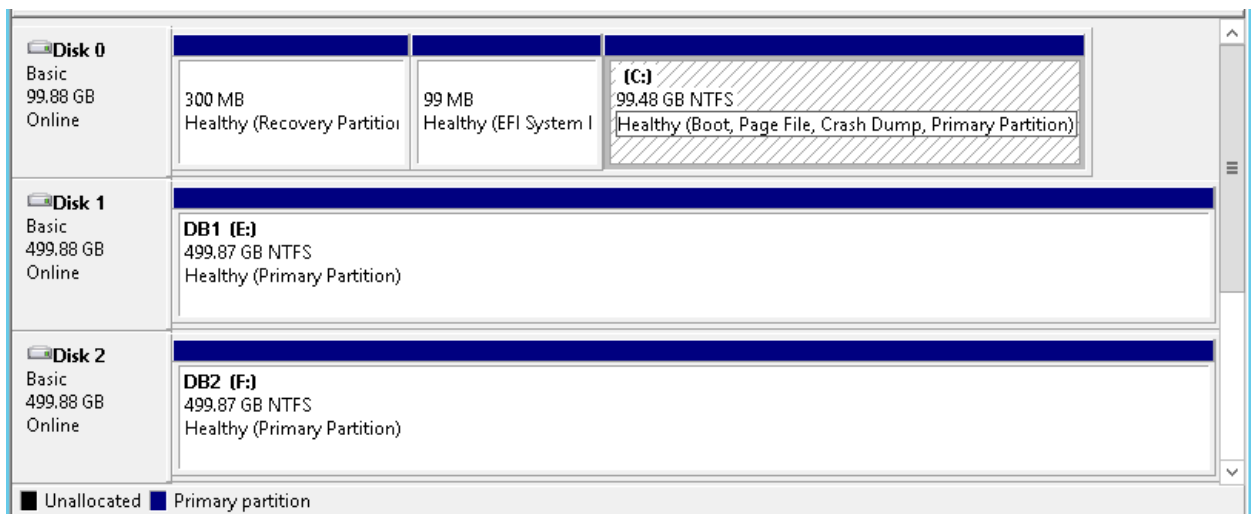 Disk 0
Basic
99.88 GB
Online
300 MB
Healthy (Recovery Partition
99 MB
Healthy (EFI System I
(C:)
99.48 GB NTFS
Healthy (Boot, Page File, Crash Dump, Primary Partition)
Disk 1
Basic
499.88 GB
Online
DB1 (E:)
499.87 GB NTFS
Healthy (Primary Partition)
Disk 2
Basic
499.88 GB
Online
DB2 (F:)
499.87 GB NTFS
Healthy (Primary Partition)
Unallocated
Primary partition